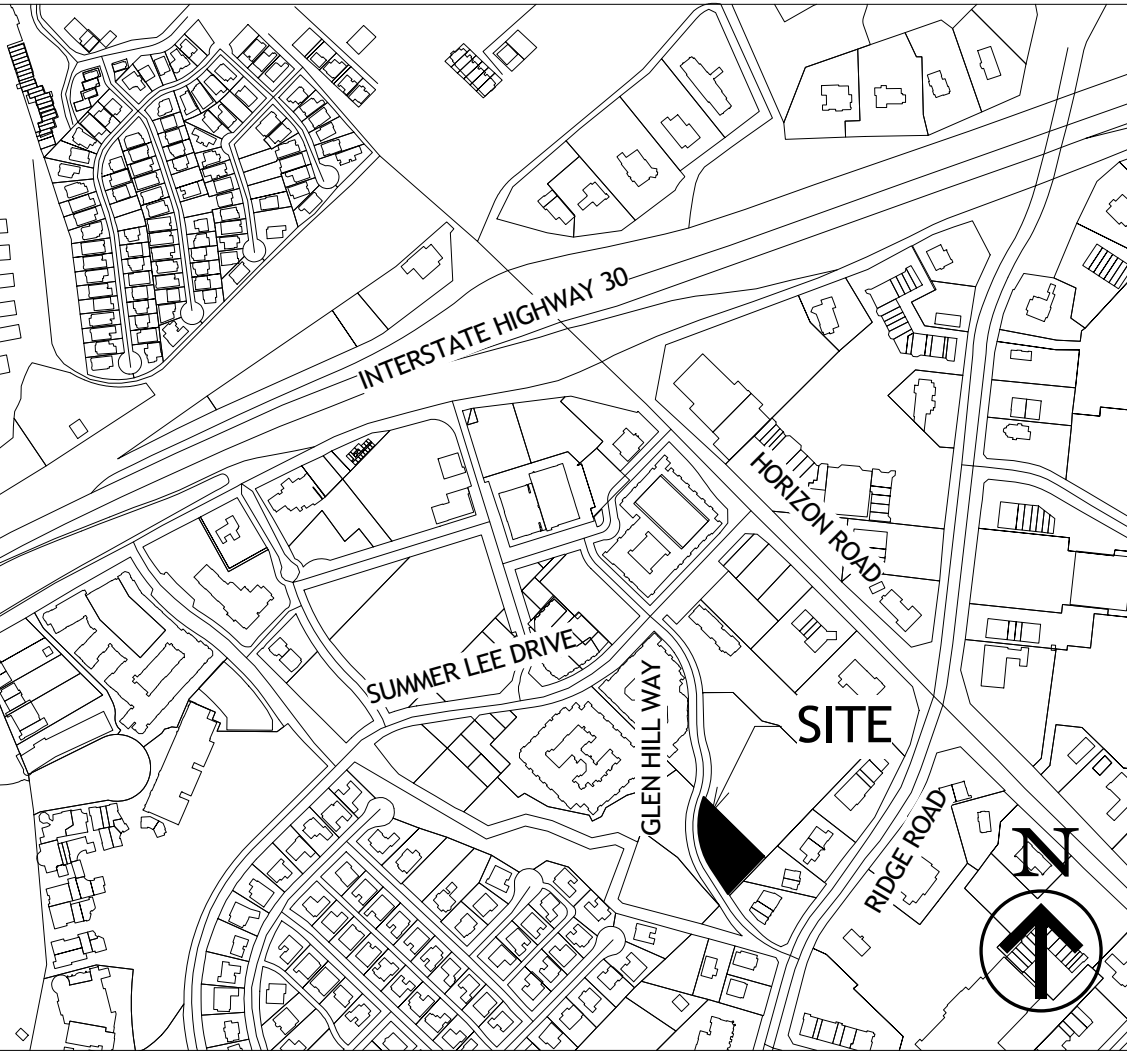 INTERSTATE HIGHWAY 30
HORIZON ROAD
SUMMER LEE DRIVE
GLEN HILL WAY
SITE
RIDGE ROAD
N